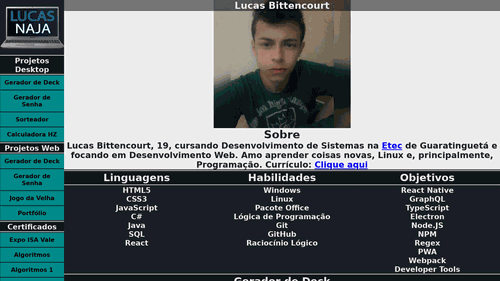 LUCAS
NAJA
Projetos
Desktop
Gerador de Deck
Gerador de
Senha
Sorteador
Calculadora HZ
Projetos Web
Gerador de Deck
Gerador de
Senha
Jogo da Velha
Portfólio
Certificados
Expo ISA Vale
Algoritmos
Algoritmos 1
Lucas Bittencourt
Sobre
Lucas Bittencourt, 19, cursando Desenvolvimento de Sistemas na Etec de Guaratinguetá e
focando em Desenvolvimento Web. Amo aprender coisas novas, Linux e, principalmente,
Programação. Currículo: Clique aqui
Linguagens
HTML5
CSS3
JavaScript
C#
Java
SQL
React
Habilidades
Windows
Linux
Pacote Office
Lógica de Programação
Git
GitHub
Raciocínio Lógico
Objetivos
React Native
GraphQL
TypeScript
Electron
Node.JS
NPM
Regex
PWA
Webpack
Developer Tools
Gerador de Deck